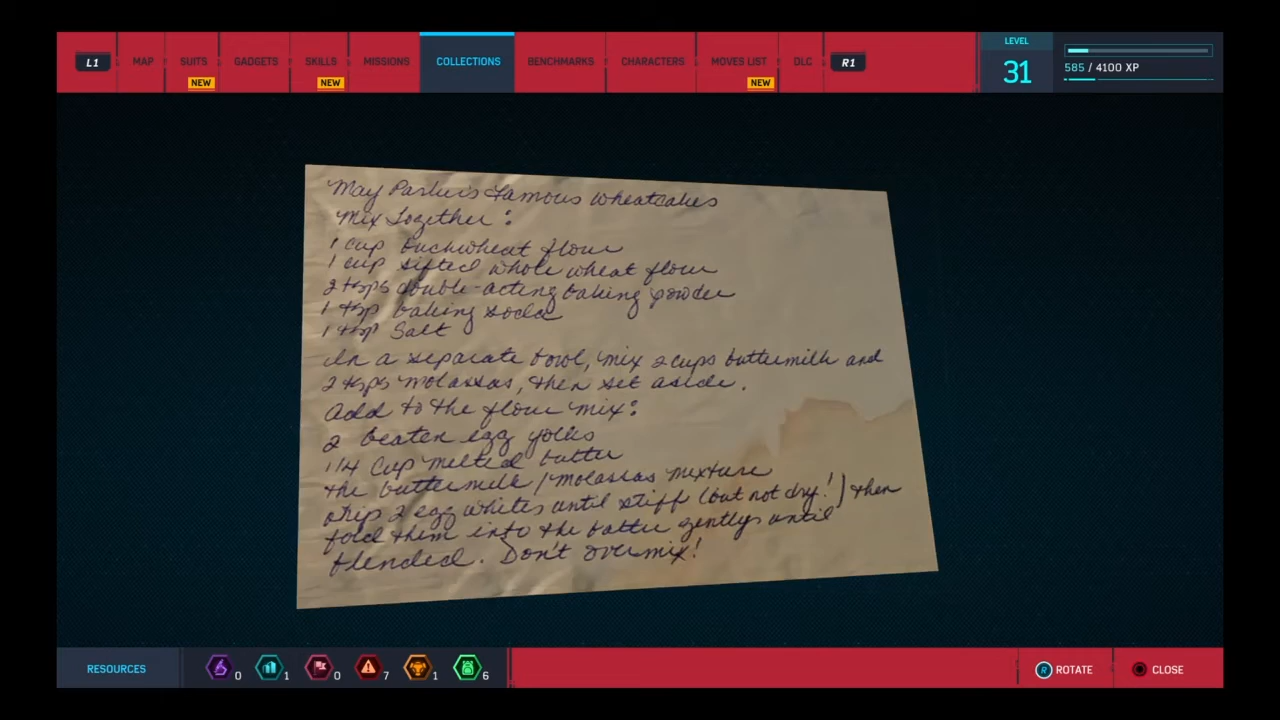 L1 MAP SUITS GADGETS SKILLS MISSIONS COLLECTIONS BENCHMARKS CHARACTERS MOVES LIST DLC R1
NEW NEW NEW
LEVEL
31
585 / 4100 XP
May Parker's Famous Wheatcakes
Mix Together:
1 cup buckwheat flour
1 cup sifted whole wheat flour
2 tsps double-acting baking powder
1 tsp baking soda
1 tsp Salt
In a separate bowl, mix 2 cups buttermilk and
2 tsps molassas, then set aside.
Add to the flour mix:
2 beaten egg yolks
1/4 Cup melted butter
the buttermilk/molassas mixture
whip 2 egg whites until stiff (but not dry!) then
fold them into the batter gently until
blended. Don't overmix!
RESOURCES 0 1 0 7 1 6
R ROTATE CLOSE